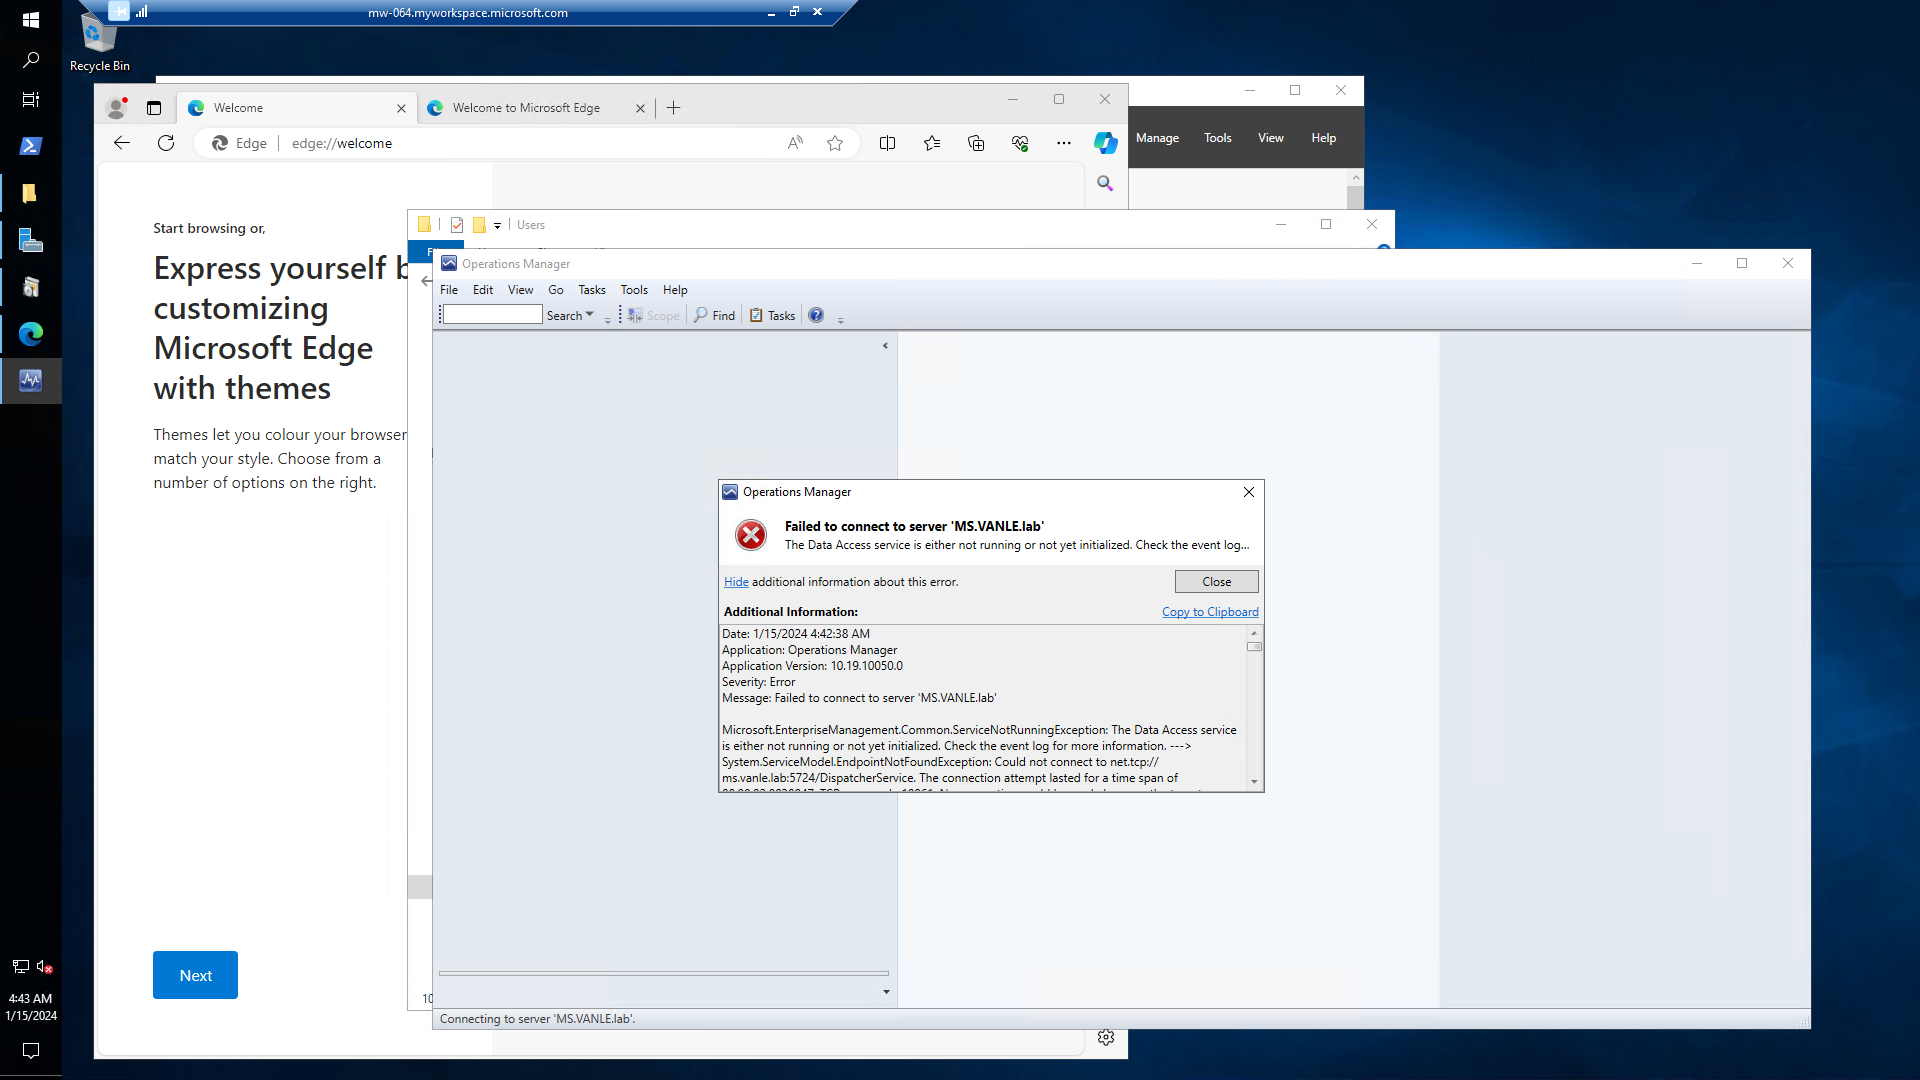 mw-064.myworkspace.microsoft.com
Recycle Bin
Welcome
Welcome to Microsoft Edge
Edge
edge://welcome
Manage
Tools
View
Help
Start browsing or,
Express yourself b
customizing
Microsoft Edge
with themes
Themes let you colour your browser
match your style. Choose from a
number of options on the right.
Next
Users
Operations Manager
File
Edit
View
Go
Tasks
Tools
Help
Search
Scope
Find
Tasks
Operations Manager
Failed to connect to server 'MS.VANLE.lab'
The Data Access service is either not running or not yet initialized. Check the event log...
Hide additional information about this error.
Close
Additional Information:
Copy to Clipboard
Date: 1/15/2024 4:42:38 AM
Application: Operations Manager
Application Version: 10.19.10050.0
Severity: Error
Message: Failed to connect to server 'MS.VANLE.lab'
Microsoft.EnterpriseManagement.Common.ServiceNotRunningException: The Data Access service
is either not running or not yet initialized. Check the event log for more information. --->
System.ServiceModel.EndpointNotFoundException: Could not connect to net.tcp://
ms.vanle.lab:5724/DispatcherService. The connection attempt lasted for a time span of
10
Connecting to server 'MS.VANLE.lab'.
4:43 AM
1/15/2024